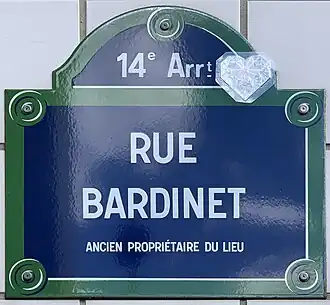 14e Arrt
RUE
BARDINET
ANCIEN PROPRIÉTAIRE DU LIEU